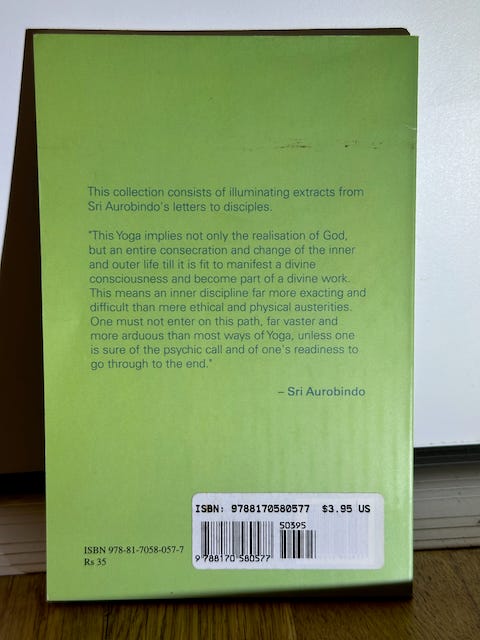 This collection consists of illuminating extracts from
Sri Aurobindo's letters to disciples.
"This Yoga implies not only the realisation of God,
but an entire consecration and change of the inner
and outer life till it is fit to manifest a divine
consciousness and become part of a divine work.
This means an inner discipline far more exacting and
difficult than mere ethical and physical austerities.
One must not enter on this path, far vaster and
more arduous than most ways of Yoga, unless one
is sure of the psychic call and of one's readiness to
go through to the end."
– Sri Aurobindo
ISBN: 9788170580577 $3.95 US
50395
9 788170 580577
ISBN 978-81-7058-057-7
Rs 35